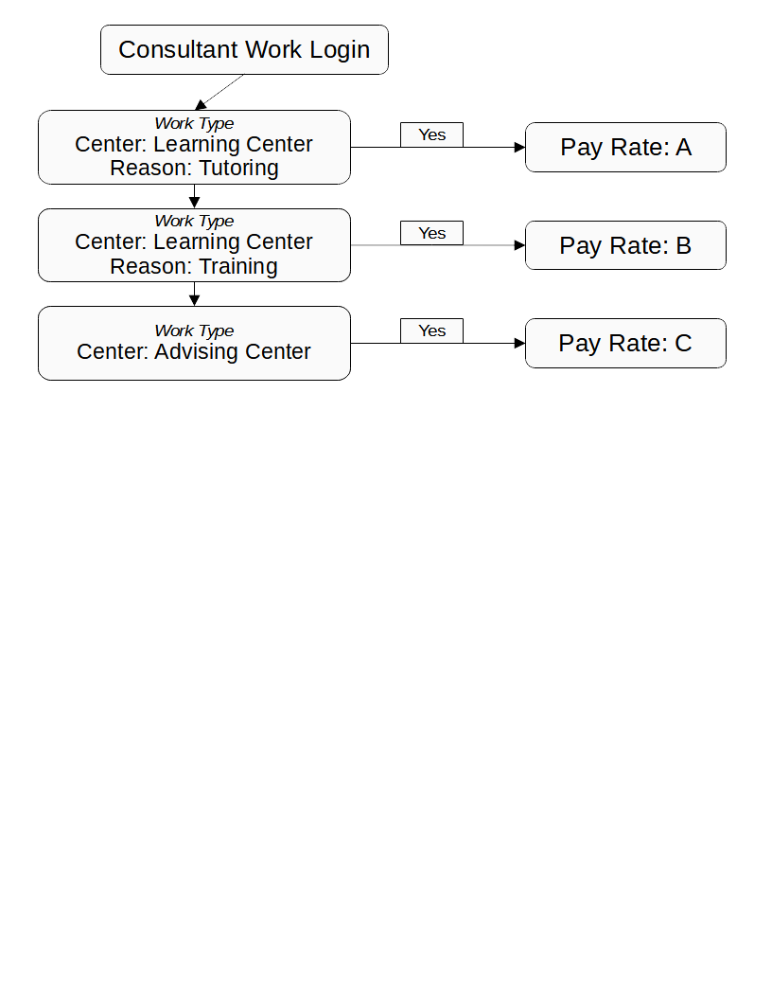 Consultant Work Login
Work Type
Center: Learning Center
Reason: Tutoring
Yes
Pay Rate: A
Work Type
Center: Learning Center
Reason: Training
Yes
Pay Rate: B
Work Type
Center: Advising Center
Yes
Pay Rate: C